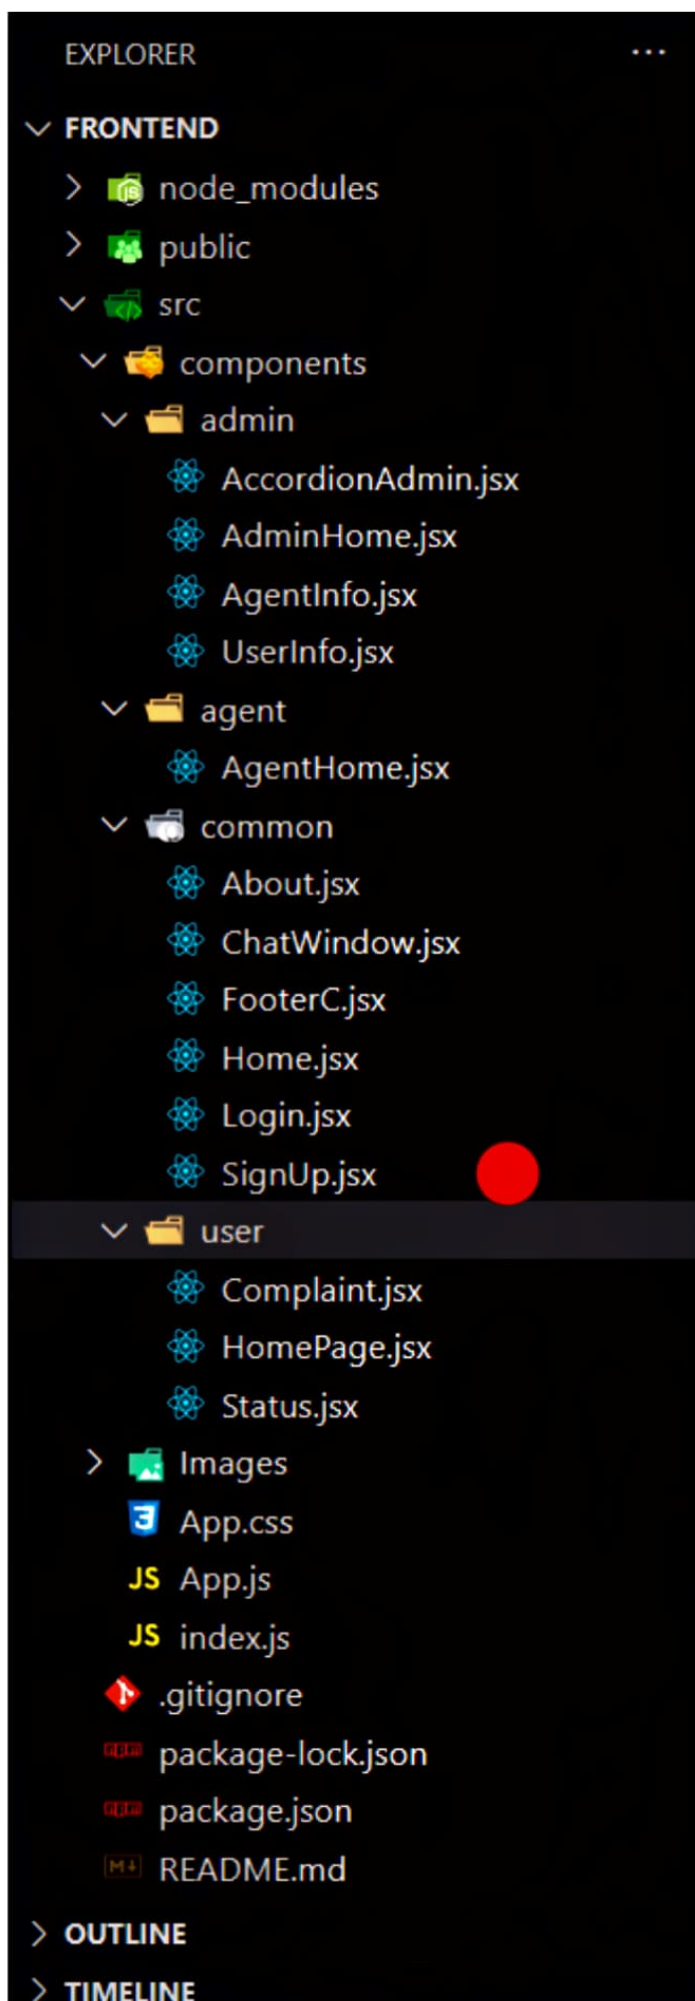 EXPLORER ···
FRONTEND
node_modules
public
src
components
admin
AccordionAdmin.jsx
AdminHome.jsx
AgentInfo.jsx
UserInfo.jsx
agent
AgentHome.jsx
common
About.jsx
ChatWindow.jsx
FooterC.jsx
Home.jsx
Login.jsx
SignUp.jsx
user
Complaint.jsx
HomePage.jsx
Status.jsx
Images
App.css
JS App.js
JS index.js
.gitignore
package-lock.json
package.json
M↓ README.md
OUTLINE
TIMELINE